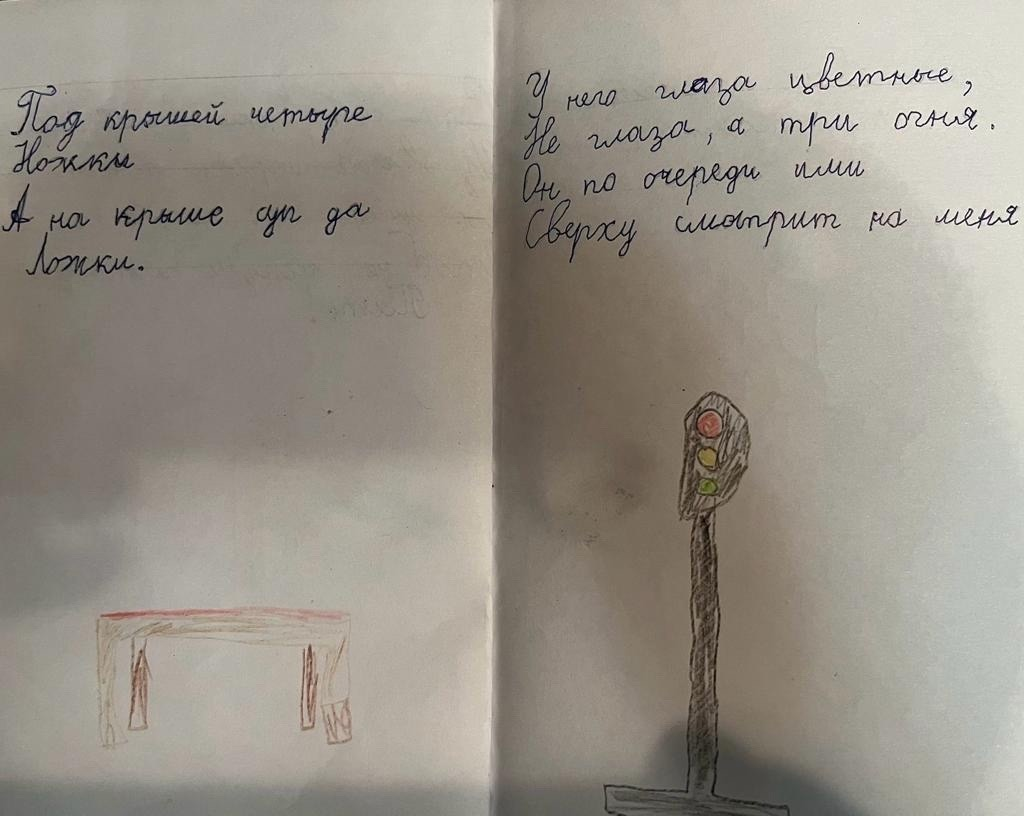 Под крышей четыре
Ножки
А на крыше суп да
Ложки.
У него глаза цветные,
Не глаза, а три огня.
Он по очереди ими
Сверху смотрит на меня